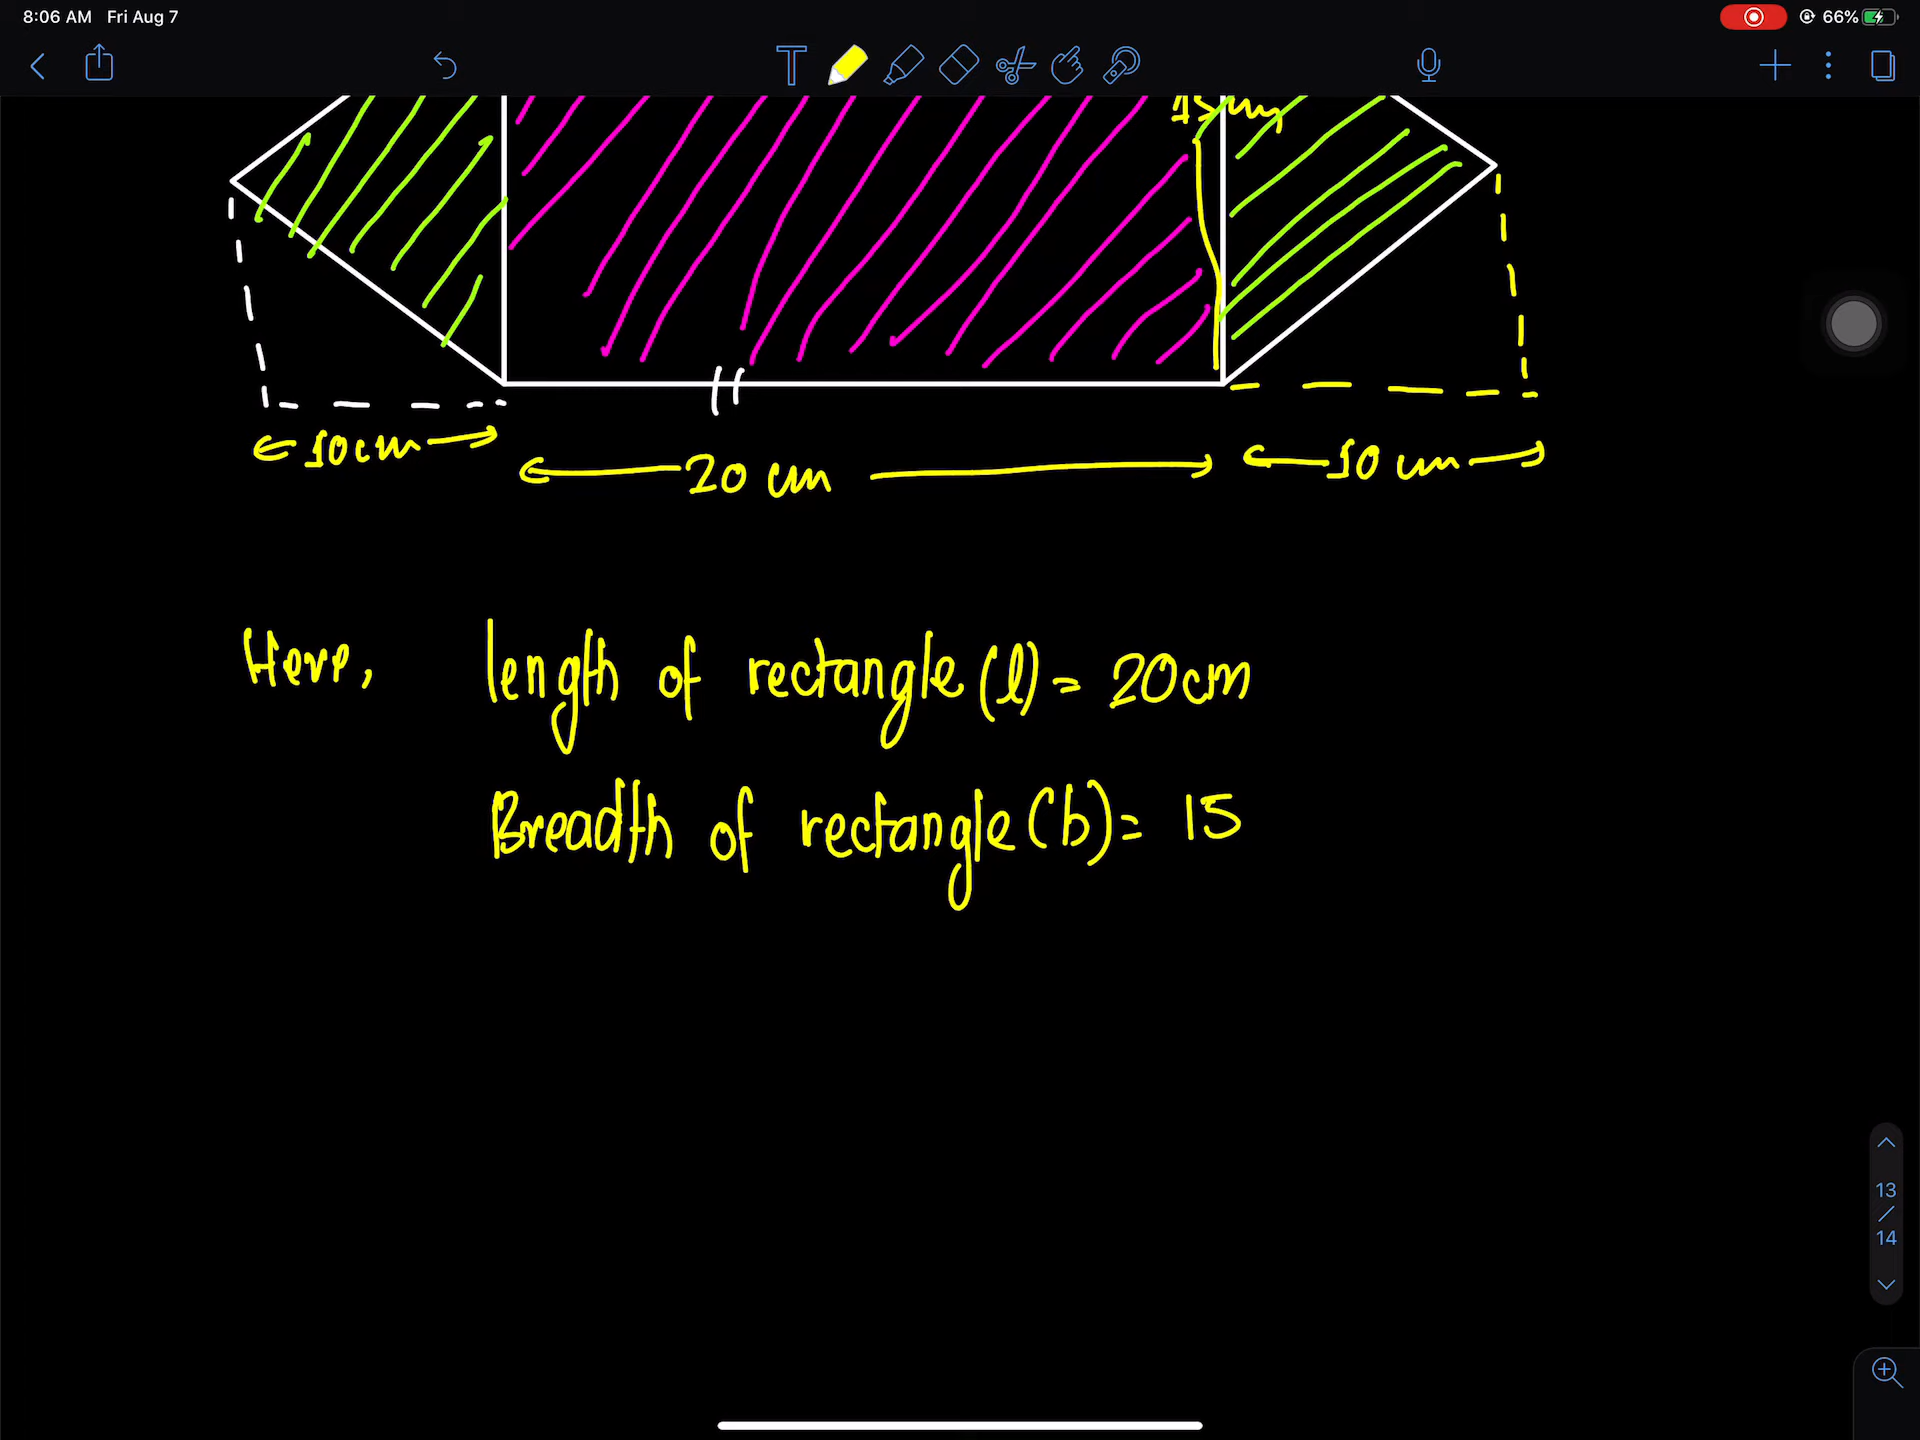 8:06 AM Fri Aug 7
66%
15cm
10cm
20 cm
10 cm
Here, length of rectangle (l) = 20cm
Breadth of rectangle (b) = 15
13
/
14